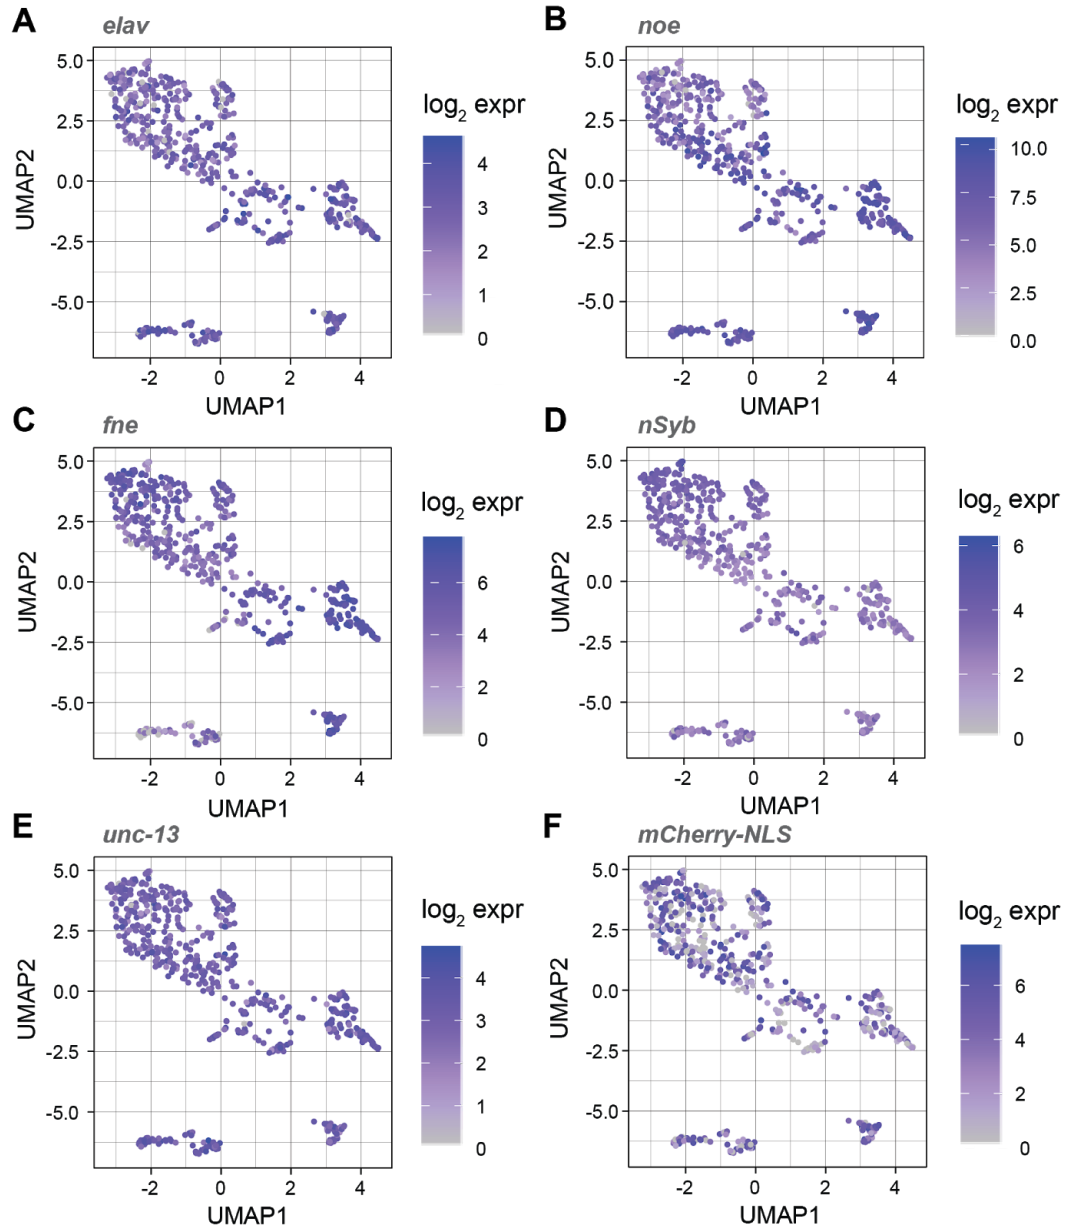 A elav
log2 expr
UMAP2
5.0
2.5
0.0
-2.5
-5.0
-2 0 2 4
UMAP1
4
3
2
1
0
B noe
log2 expr
UMAP2
5.0
2.5
0.0
-2.5
-5.0
-2 0 2 4
UMAP1
10.0
7.5
5.0
2.5
0.0
C fne
log2 expr
UMAP2
5.0
2.5
0.0
-2.5
-5.0
-2 0 2 4
UMAP1
6
4
2
0
D nSyb
log2 expr
UMAP2
5.0
2.5
0.0
-2.5
-5.0
-2 0 2 4
UMAP1
6
4
2
0
E unc-13
log2 expr
UMAP2
5.0
2.5
0.0
-2.5
-5.0
-2 0 2 4
UMAP1
4
3
2
1
0
F mCherry-NLS
log2 expr
UMAP2
5.0
2.5
0.0
-2.5
-5.0
-2 0 2 4
UMAP1
6
4
2
0